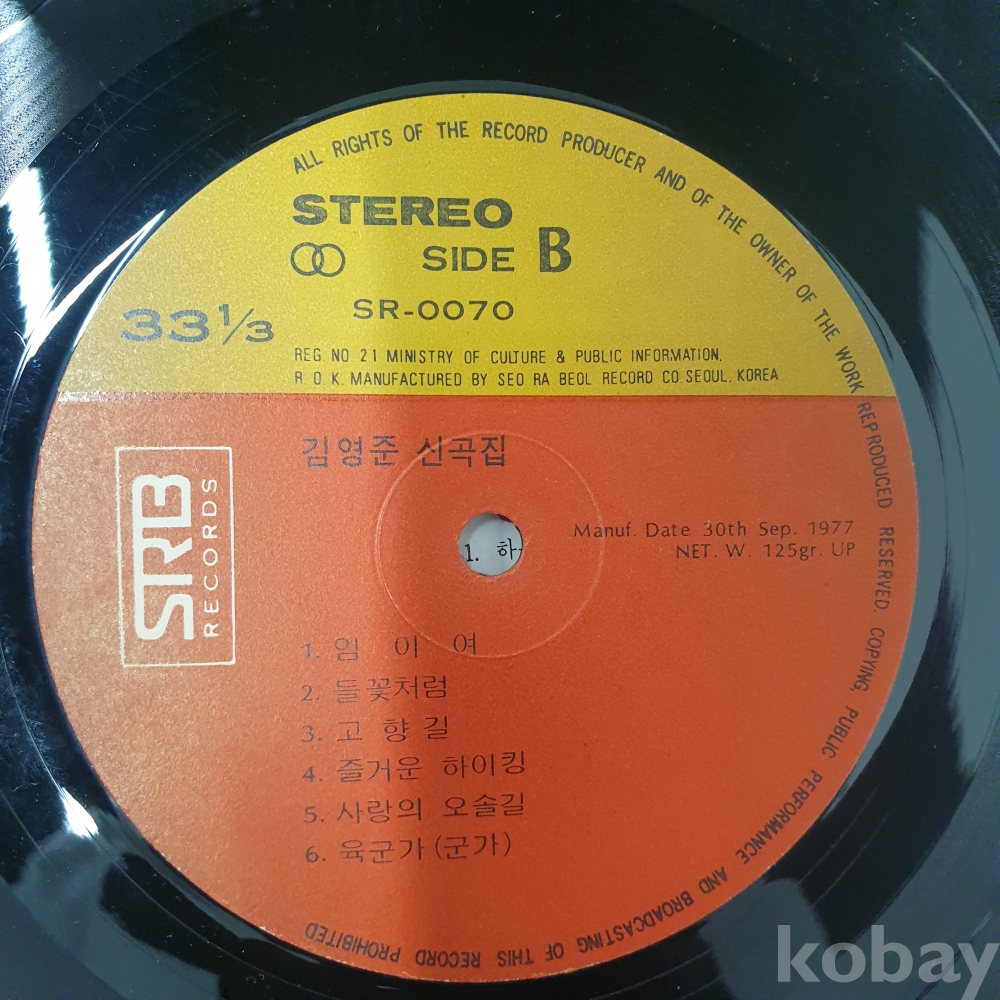 ALL RIGHTS OF THE RECORD PRODUCER AND OF THE OWNER OF THE WORK REPRODUCED RESERVED. COPYING, PUBLIC PERFORMANCE AND BROADCASTING OF THIS RECORD PROHIBITED
STEREO
SIDE B
SR-0070
33 1/3
REG NO 21 MINISTRY OF CULTURE & PUBLIC INFORMATION.
R. O K. MANUFACTURED BY SEO RA BEOL RECORD CO. SEOUL, KOREA
김영준 신곡집
SRB
RECORDS
Manuf. Date 30th Sep. 1977
NET. W. 125gr. UP
1. 하
1. 임 이 여
2. 들꽃처럼
3. 고 향 길
4. 즐거운 하이킹
5. 사랑의 오솔길
6. 육군가 (군가)
kobay